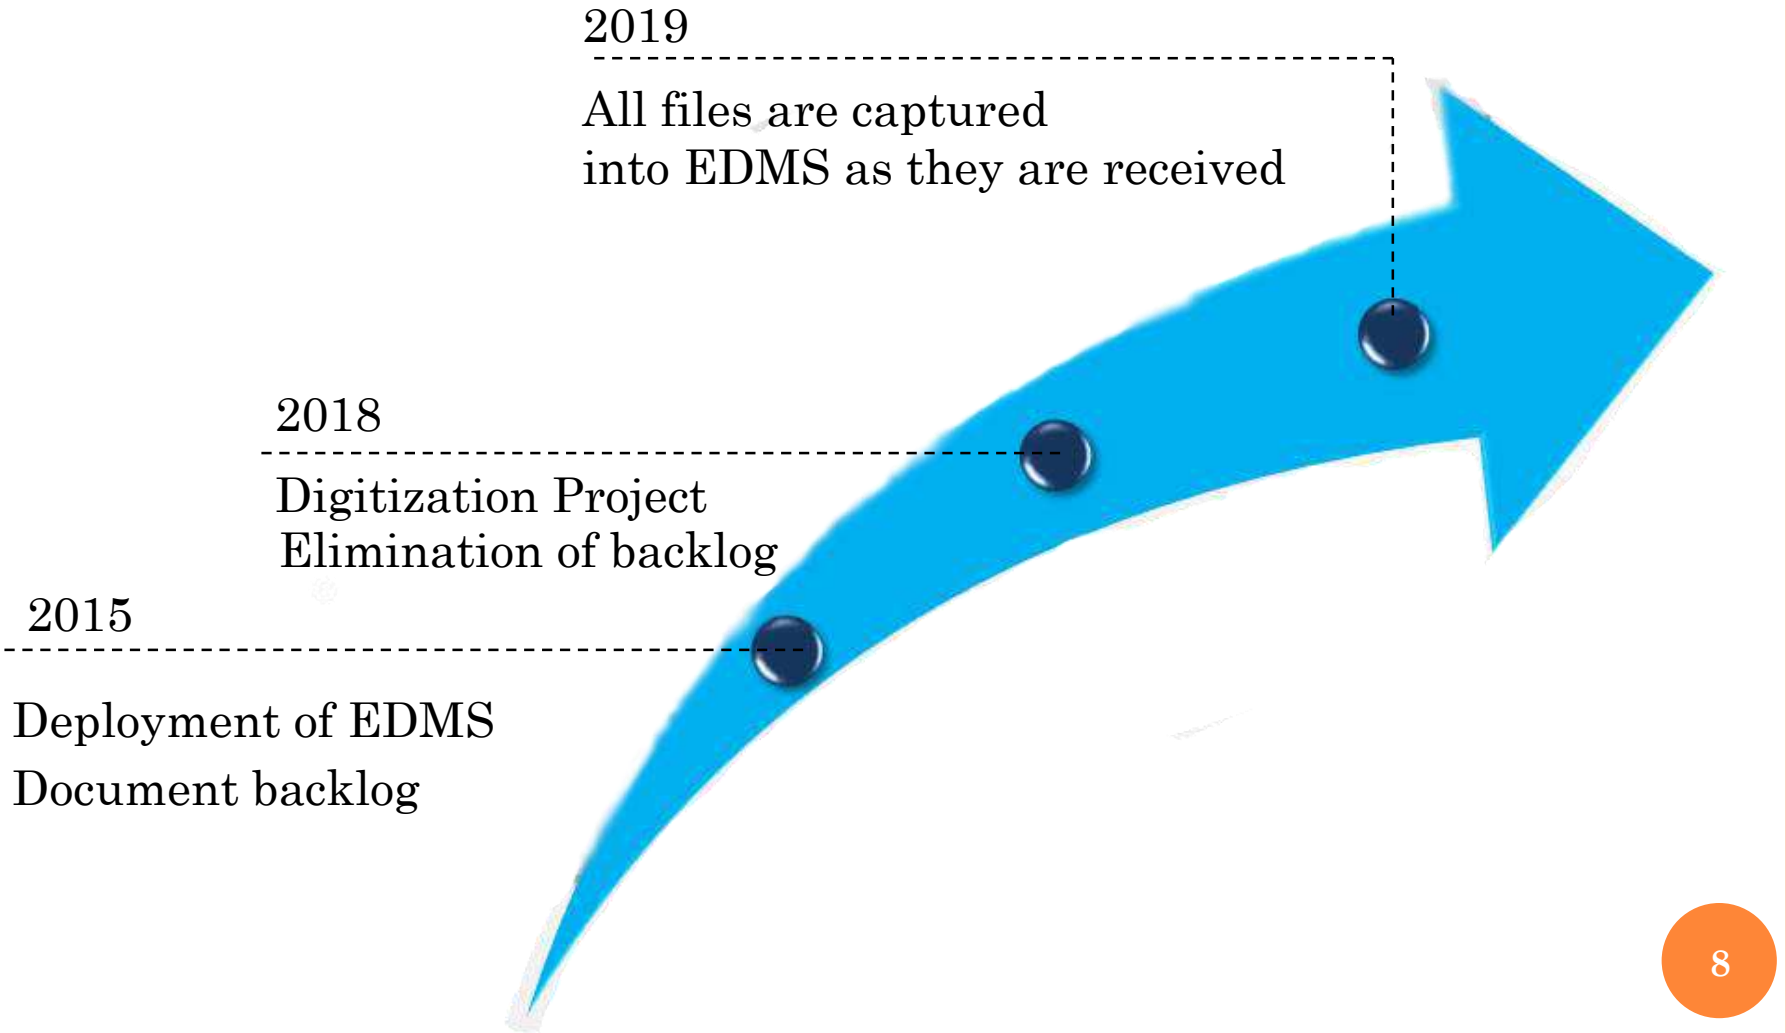 2019
All files are captured
into EDMS as they are received
2018
Digitization Project
Elimination of backlog
2015
Deployment of EDMS
Document backlog
8